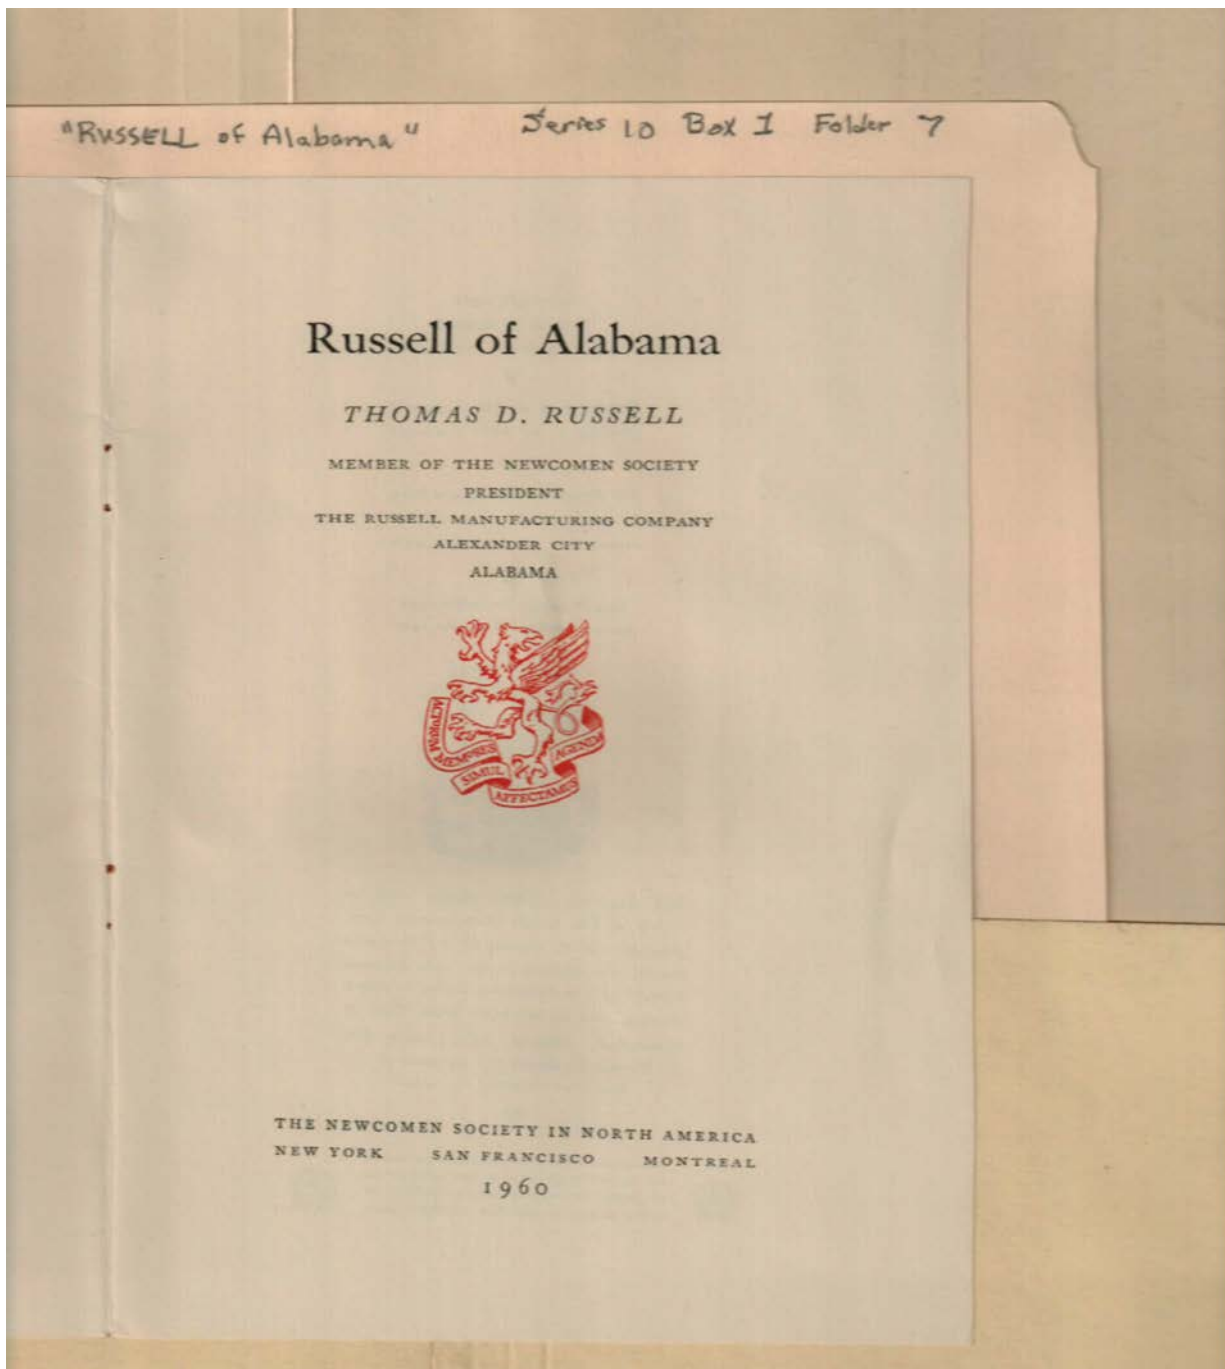 "RUSSELL of Alabama" Series 10 Box 1 Folder 7
Russell of Alabama
THOMAS D. RUSSELL
MEMBER OF THE NEWCOMEN SOCIETY
PRESIDENT
THE RUSSELL MANUFACTURING COMPANY
ALEXANDER CITY
ALABAMA
ACTORUM MEMORES
SIMUL
AFFECTAMUS
AGENDA
THE NEWCOMEN SOCIETY IN NORTH AMERICA
NEW YORK SAN FRANCISCO MONTREAL
1960